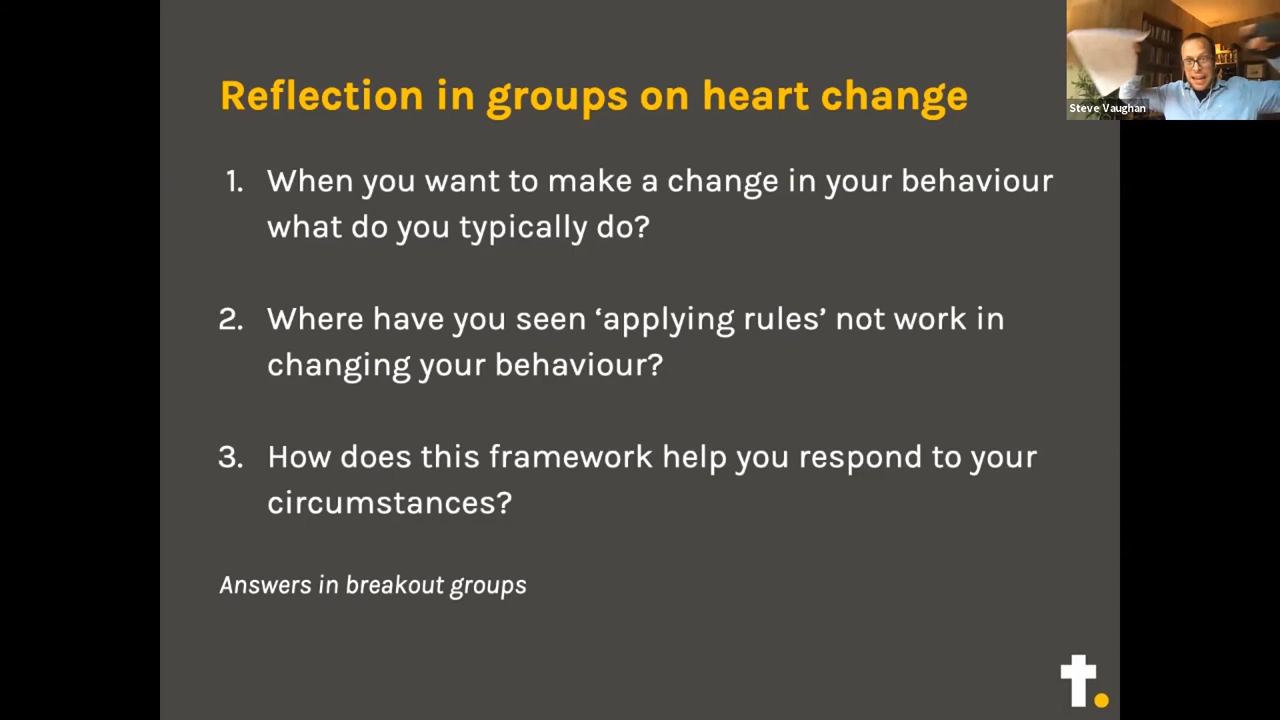 Reflection in groups on heart change
1. When you want to make a change in your behaviour
what do you typically do?
2. Where have you seen ‘applying rules’ not work in
changing your behaviour?
3. How does this framework help you respond to your
circumstances?
Answers in breakout groups
Steve Vaughan